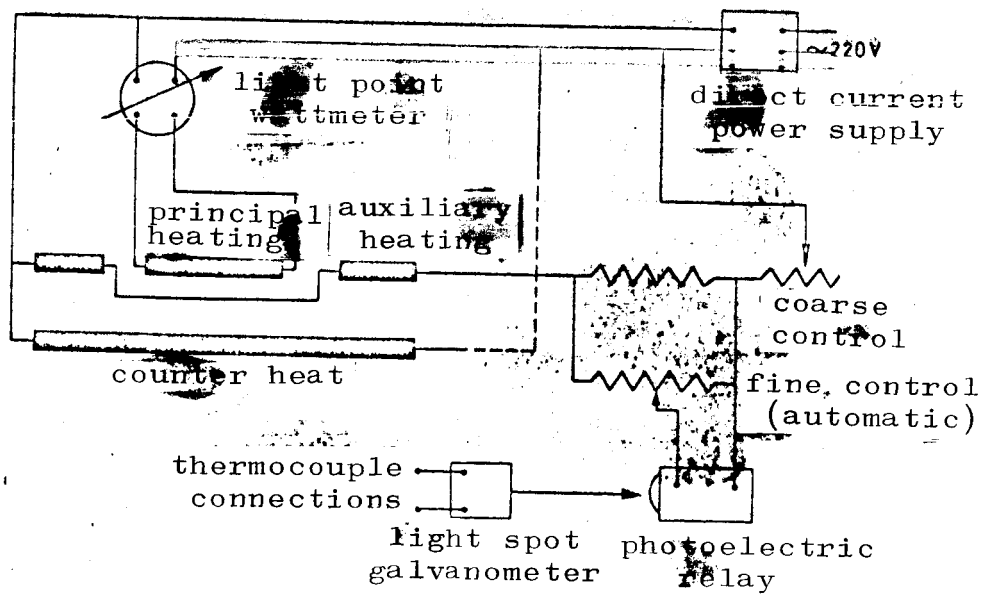 ~220V
light point
wattmeter
direct current
power supply
principal
heating
auxiliary
heating
coarse
control
counter heat
fine control
(automatic)
thermocouple
connections
light spot
galvanometer
photoelectric
relay